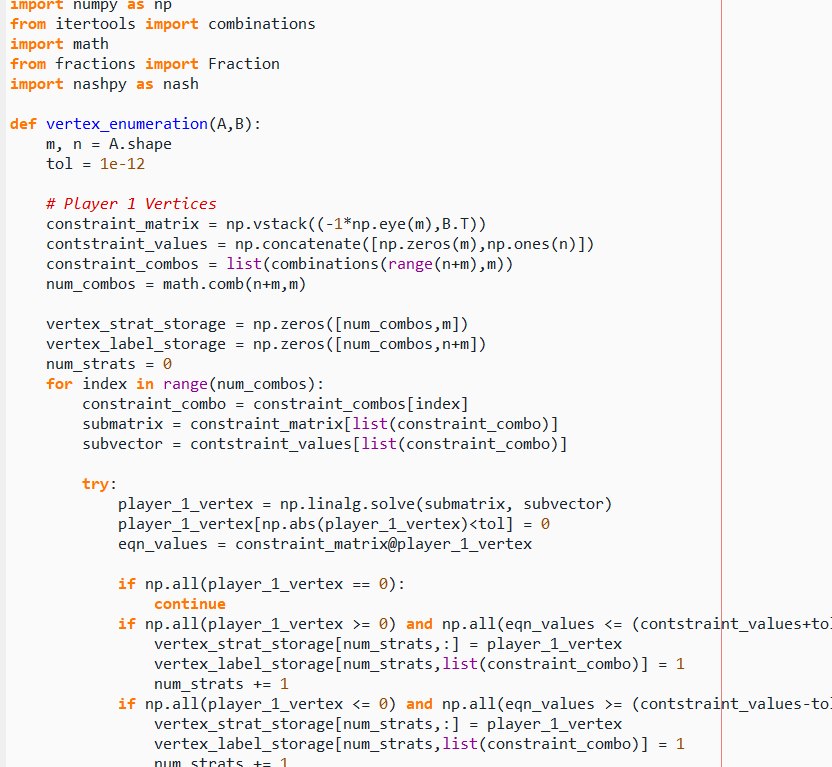 import numpy as np
from itertools import combinations
import math
from fractions import Fraction
import nashpy as nash
def vertex_enumeration(A,B):
m, n = A.shape
tol = 1e-12
# Player 1 Vertices
constraint_matrix = np.vstack((-1*np.eye(m),B.T))
contstraint_values = np.concatenate([np.zeros(m),np.ones(n)])
constraint_combos = list(combinations(range(n+m),m))
num_combos = math.comb(n+m,m)
vertex_strat_storage = np.zeros([num_combos,m])
vertex_label_storage = np.zeros([num_combos,n+m])
num_strats = 0
for index in range(num_combos):
constraint_combo = constraint_combos[index]
submatrix = constraint_matrix[list(constraint_combo)]
subvector = contstraint_values[list(constraint_combo)]
try:
player_1_vertex = np.linalg.solve(submatrix, subvector)
player_1_vertex[np.abs(player_1_vertex)<tol] = 0
eqn_values = constraint_matrix@player_1_vertex
if np.all(player_1_vertex == 0):
continue
if np.all(player_1_vertex >= 0) and np.all(eqn_values <= (contstraint_values+to
vertex_strat_storage[num_strats,:] = player_1_vertex
vertex_label_storage[num_strats,list(constraint_combo)] = 1
num_strats += 1
if np.all(player_1_vertex <= 0) and np.all(eqn_values >= (contstraint_values-to
vertex_strat_storage[num_strats,:] = player_1_vertex
vertex_label_storage[num_strats,list(constraint_combo)] = 1
num_strats += 1